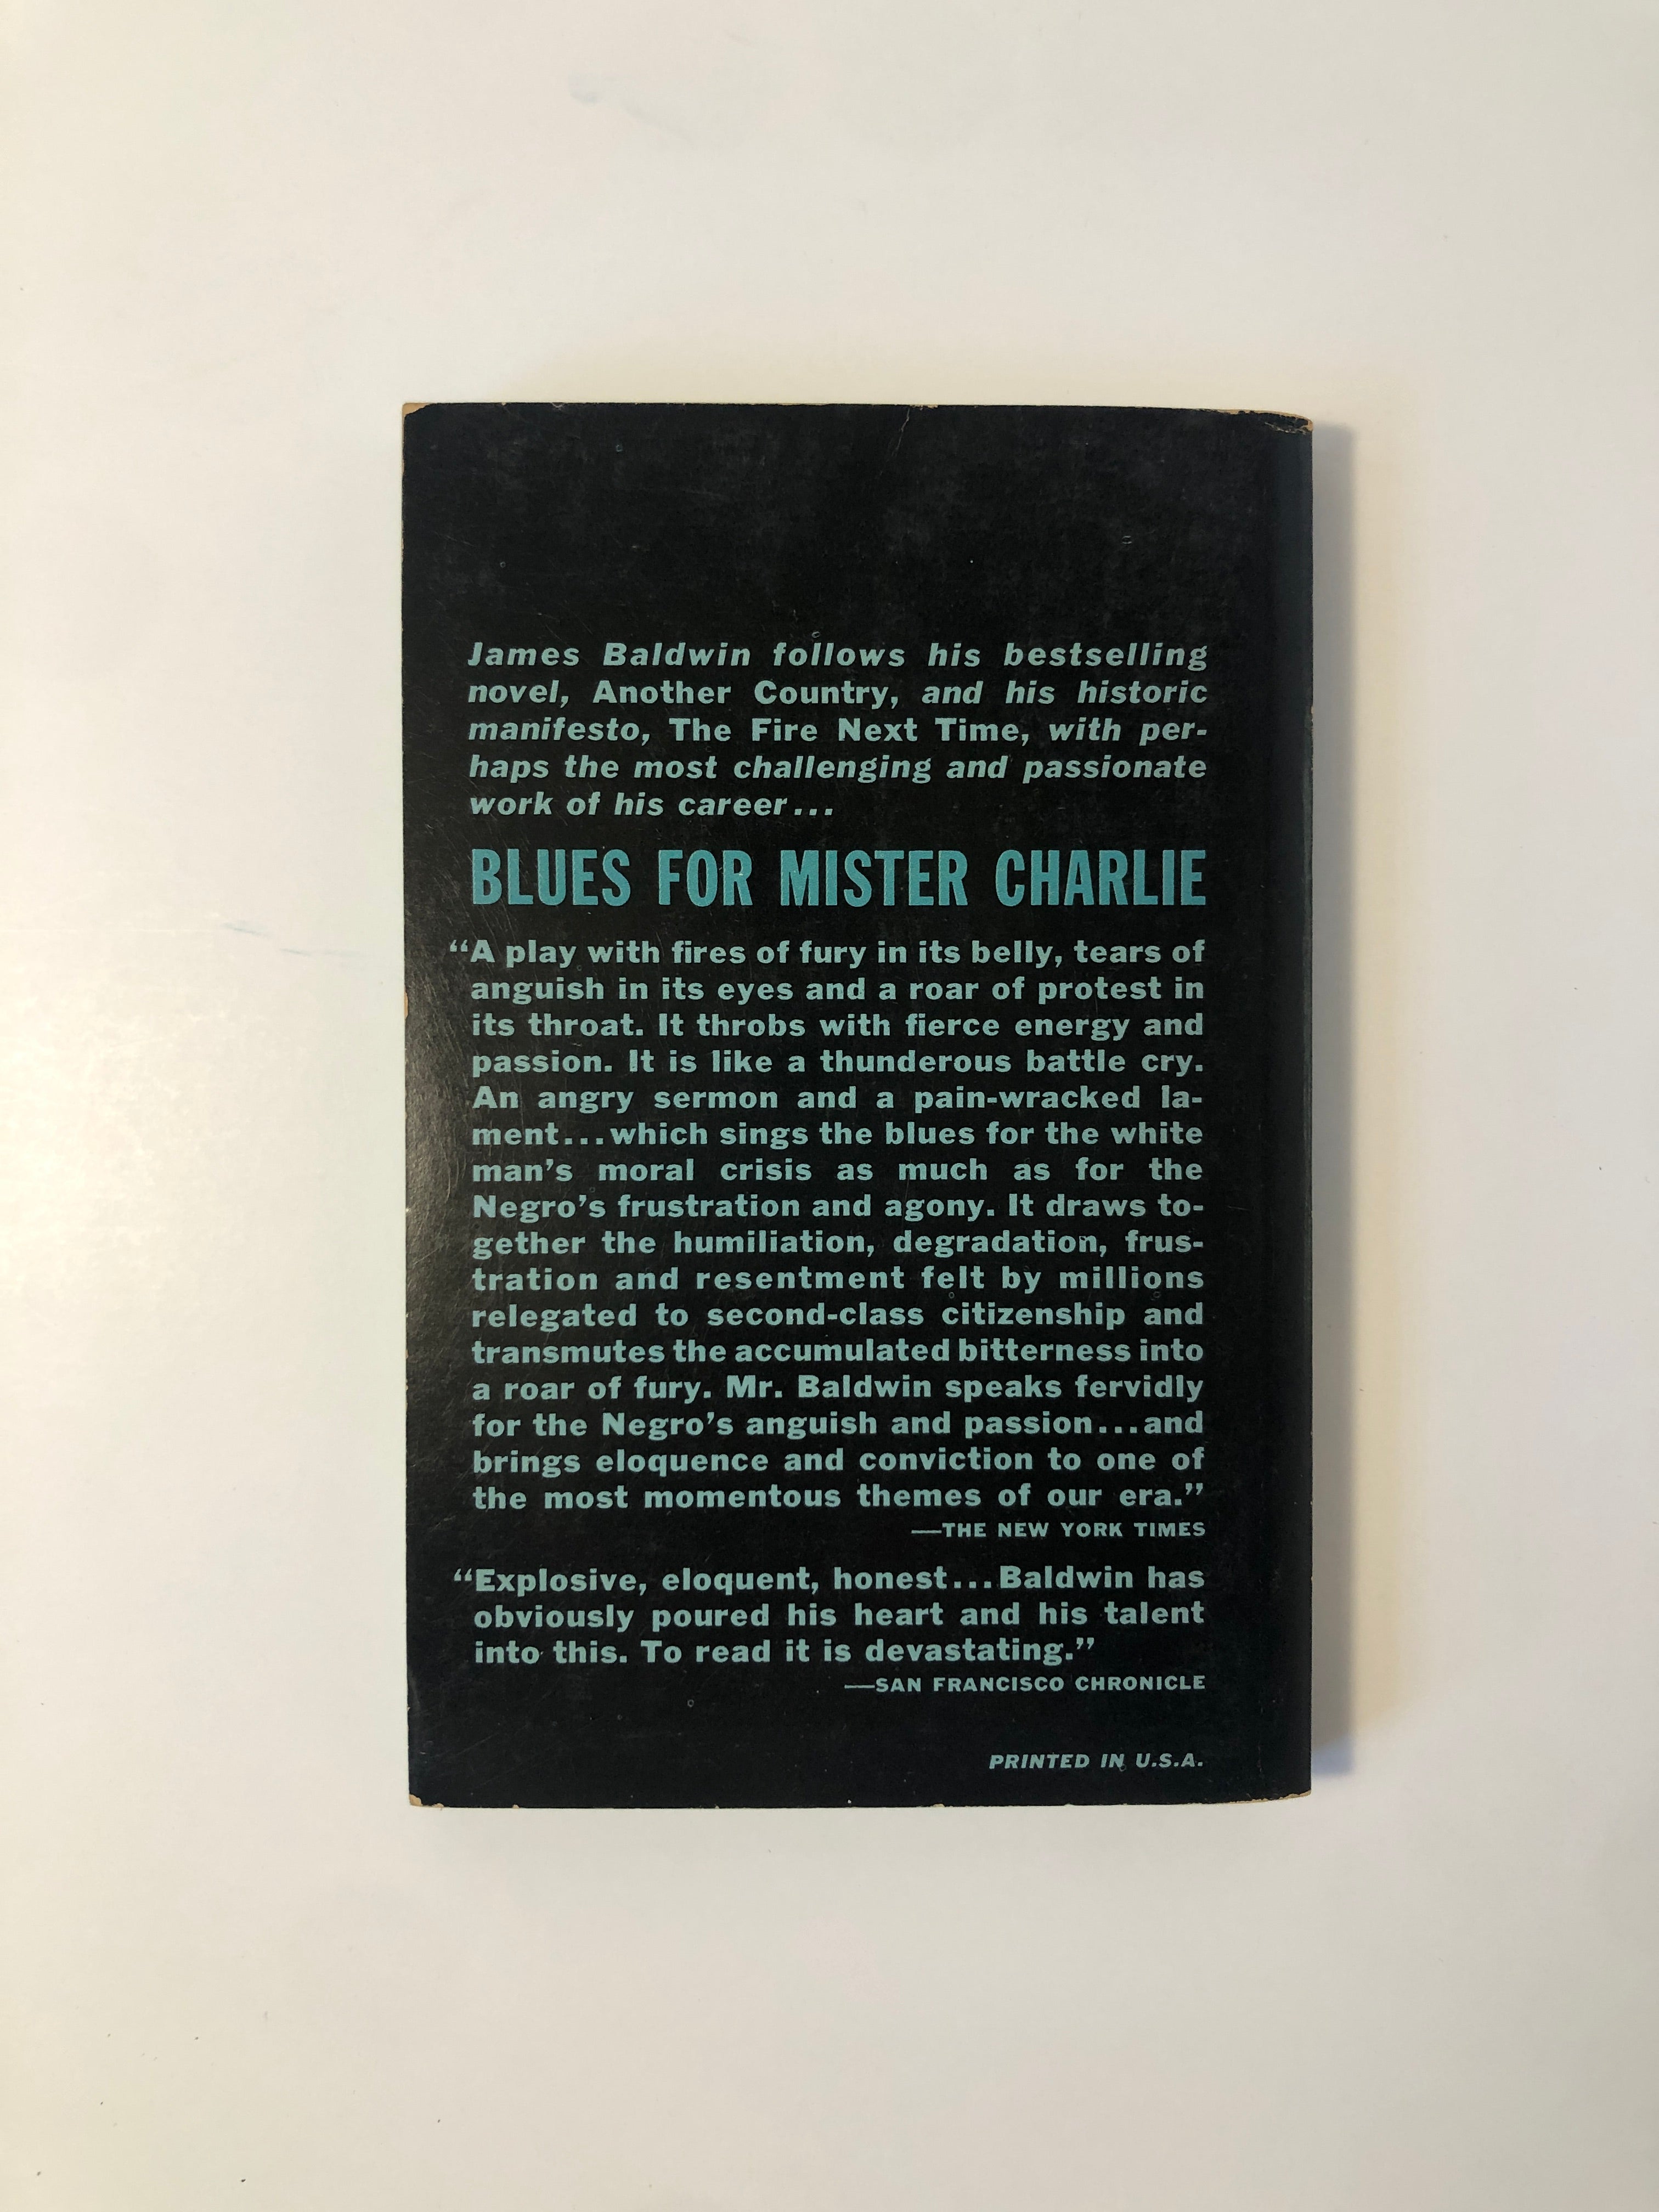 James Baldwin follows his bestselling
novel, Another Country, and his historic
manifesto, The Fire Next Time, with per-
haps the most challenging and passionate
work of his career...
BLUES FOR MISTER CHARLIE
“A play with fires of fury in its belly, tears of
anguish in its eyes and a roar of protest in
its throat. It throbs with fierce energy and
passion. It is like a thunderous battle cry.
An angry sermon and a pain-wracked la-
ment...which sings the blues for the white
man’s moral crisis as much as for the
Negro’s frustration and agony. It draws to-
gether the humiliation, degradation, frus-
tration and resentment felt by millions
relegated to second-class citizenship and
transmutes the accumulated bitterness into
a roar of fury. Mr. Baldwin speaks fervidly
for the Negro’s anguish and passion...and
brings eloquence and conviction to one of
the most momentous themes of our era.”
—THE NEW YORK TIMES
“Explosive, eloquent, honest...Baldwin has
obviously poured his heart and his talent
into this. To read it is devastating.”
—SAN FRANCISCO CHRONICLE
PRINTED IN U.S.A.